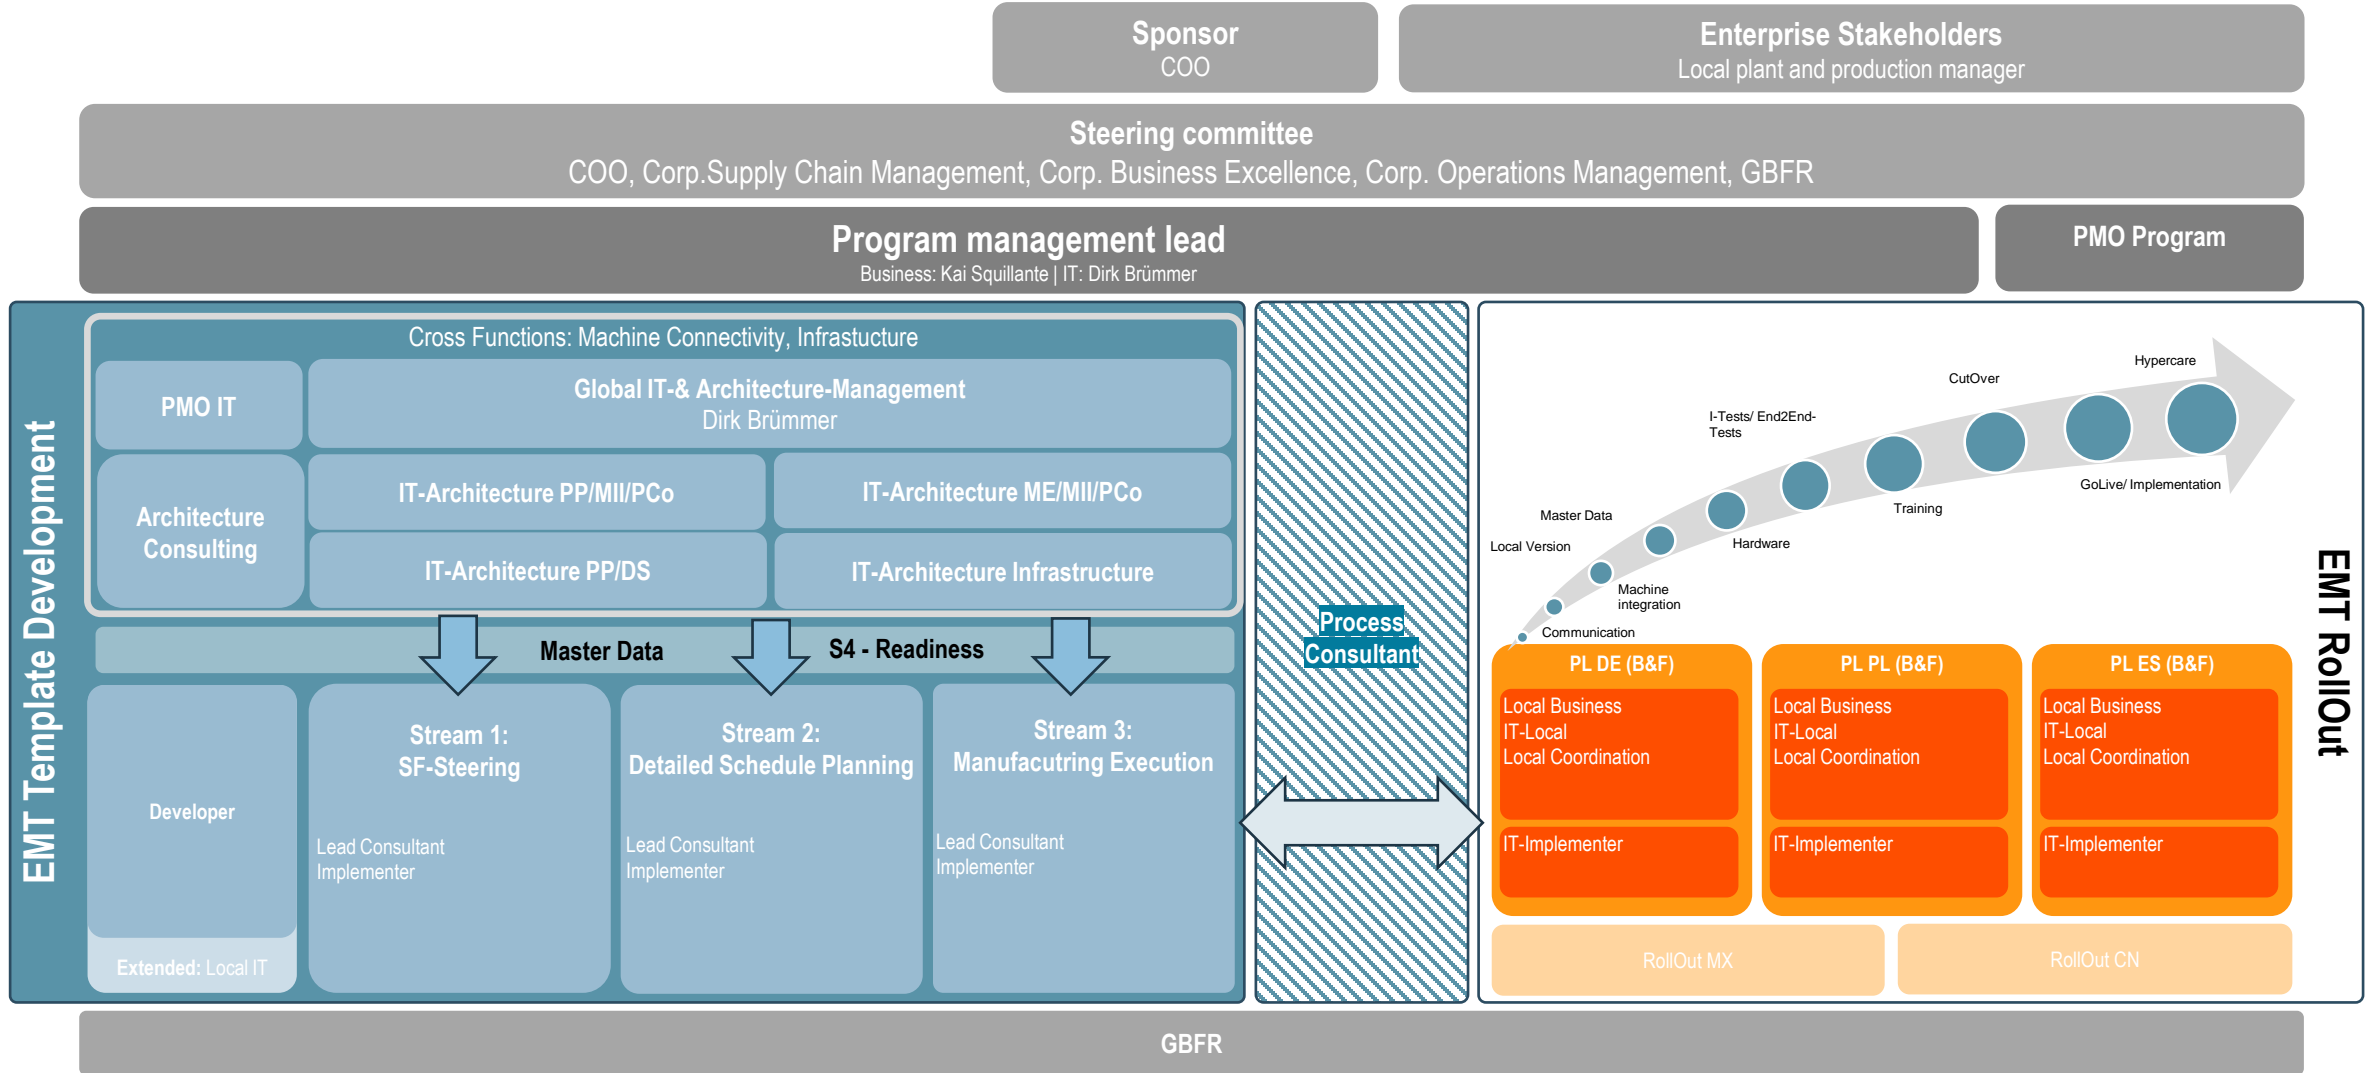 Sponsor
COO
Enterprise Stakeholders
Local plant and production manager
Steering committee
COO, Corp.Supply Chain Management, Corp. Business Excellence, Corp. Operations Management, GBFR
Program management lead
Business: Kai Squillante | IT: Dirk Brümmer
PMO Program
EMT Template Development
Cross Functions: Machine Connectivity, Infrastucture
PMO IT
Global IT-& Architecture-Management
Dirk Brümmer
Architecture
Consulting
IT-Architecture PP/MII/PCo
IT-Architecture ME/MII/PCo
IT-Architecture PP/DS
IT-Architecture Infrastructure
Master Data
S4 - Readiness
Developer
Extended: Local IT
Stream 1:
SF-Steering
Lead Consultant
Implementer
Stream 2:
Detailed Schedule Planning
Lead Consultant
Implementer
Stream 3:
Manufacutring Execution
Lead Consultant
Implementer
Process
Consultant
Hypercare
CutOver
I-Tests/ End2End-
Tests
GoLive/ Implementation
Training
Master Data
Hardware
Local Version
Machine
integration
Communication
EMT RollOut
PL DE (B&F)
Local Business
IT-Local
Local Coordination
IT-Implementer
PL PL (B&F)
Local Business
IT-Local
Local Coordination
IT-Implementer
PL ES (B&F)
Local Business
IT-Local
Local Coordination
IT-Implementer
RollOut MX
RollOut CN
GBFR